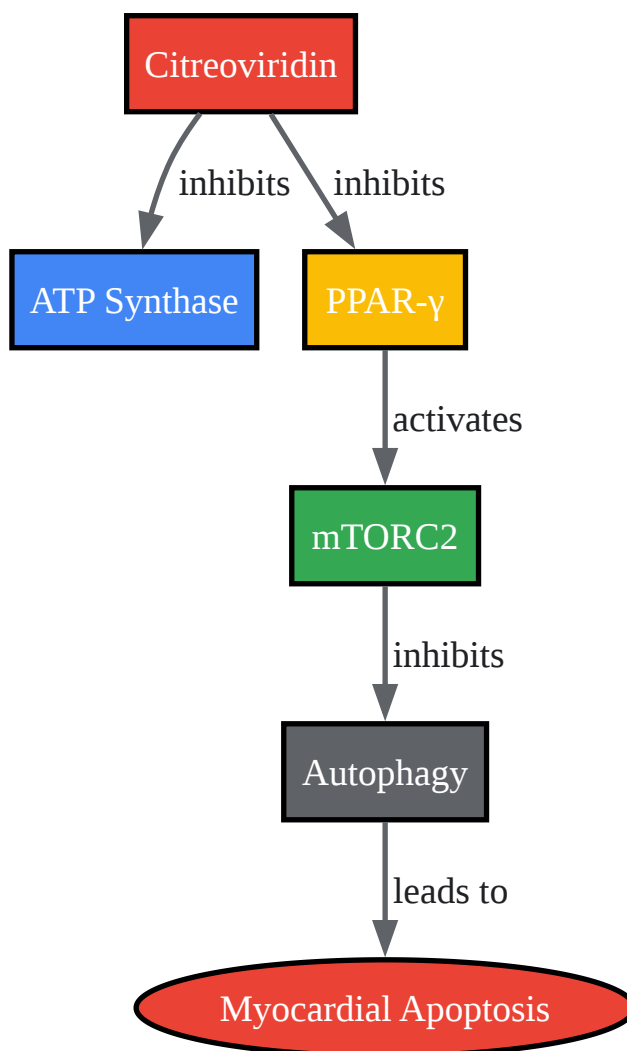 Citreoviridin
inhibits
inhibits
ATP Synthase
PPAR-γ
activates
mTORC2
inhibits
Autophagy
leads to
Myocardial Apoptosis